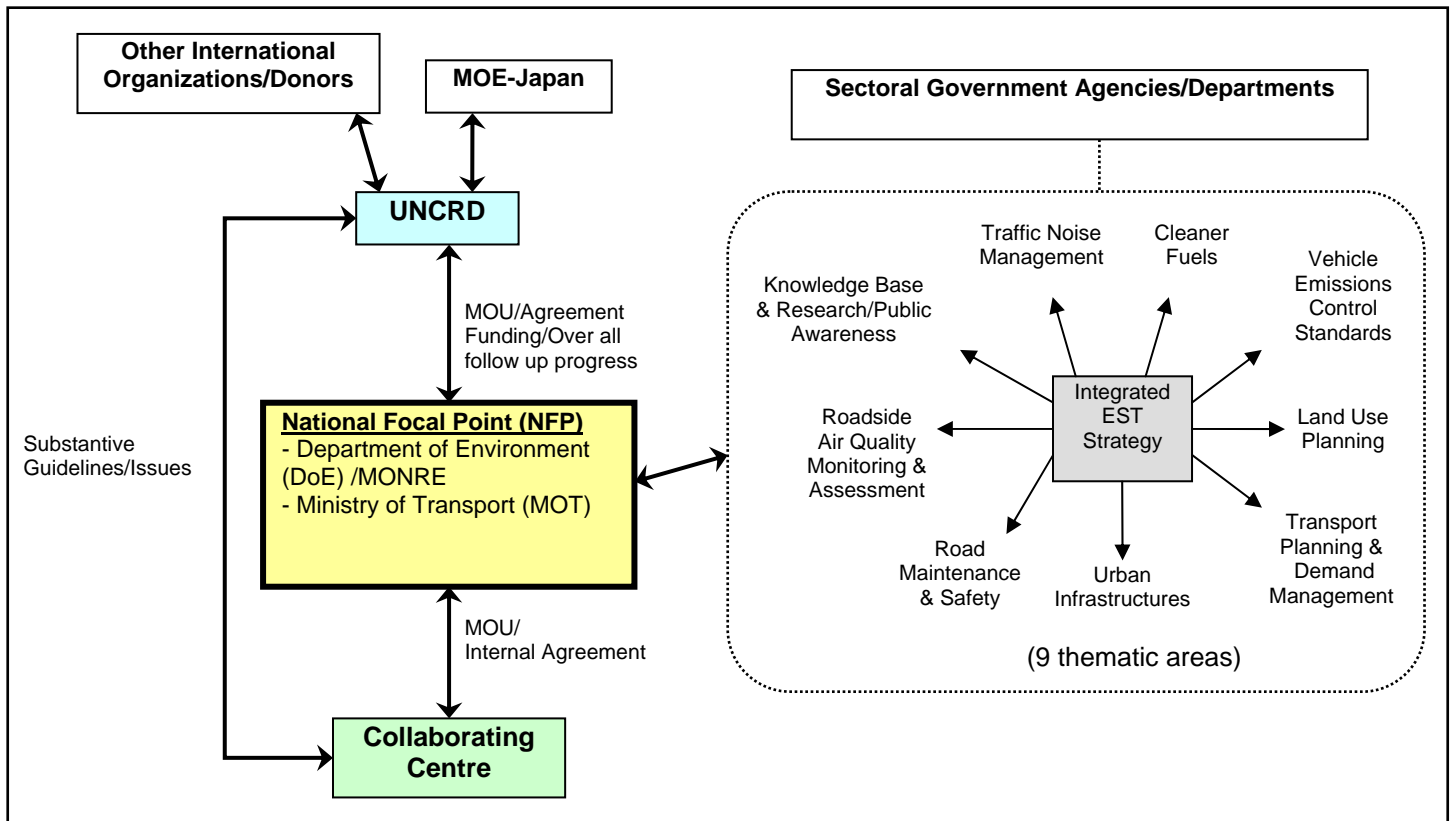 Other International
Organizations/Donors
MOE-Japan
Sectoral Government Agencies/Departments
UNCRD
MOU/Agreement
Funding/Over all
follow up progress
Substantive
Guidelines/Issues
National Focal Point (NFP)
- Department of Environment
(DoE) /MONRE
- Ministry of Transport (MOT)
MOU/
Internal Agreement
Collaborating
Centre
Traffic Noise
Management
Cleaner
Fuels
Vehicle
Emissions
Control
Standards
Knowledge Base
& Research/Public
Awareness
Integrated
EST
Strategy
Roadside
Air Quality
Monitoring &
Assessment
Land Use
Planning
Road
Maintenance
& Safety
Urban
Infrastructures
Transport
Planning &
Demand
Management
(9 thematic areas)